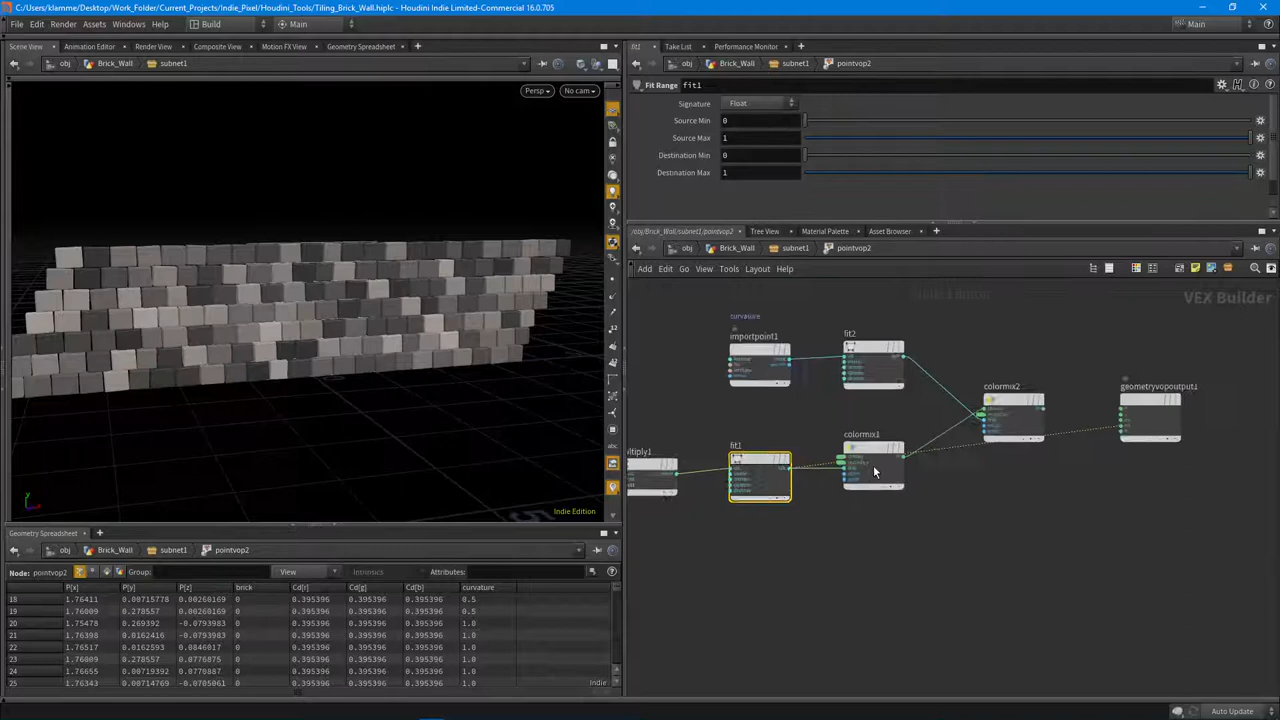 C:/Users/klamme/Desktop/Work_Folder/Current_Projects/Indie_Pixel/Houdini_Tools/Tiling_Brick_Wall.hiplc - Houdini Indie Limited-Commercial 16.0.705
File Edit Render Assets Windows Help Build Main Main
Scene View Animation Editor Render View Composite View Motion FX View Geometry Spreadsheet
obj Brick_Wall subnet1
Persp No cam
Indie Edition
fit1 Take List Performance Monitor
obj Brick_Wall subnet1 pointvop2
Fit Range fit1
Signature Float
Source Min 0
Source Max 1
Destination Min 0
Destination Max 1
/obj/Brick_Wall/subnet1/pointvop2 Tree View Material Palette Asset Browser
obj Brick_Wall subnet1 pointvop2
Add Edit Go View Tools Layout Help
VEX Builder
curvature
importpoint1
fit2
colormix2
geometryvopoutput1
ltiply1
fit1
colormix1
Geometry Spreadsheet
obj Brick_Wall subnet1 pointvop2
Node: pointvop2 Group: View Intrinsics Attributes:
P[x] P[y] P[z] brick Cd[r] Cd[g] Cd[b] curvature
18 1.76411 0.00715778 0.00260169 0 0.395396 0.395396 0.395396 0.5
19 1.76009 0.278557 0.00260169 0 0.395396 0.395396 0.395396 0.5
20 1.75478 0.269392 -0.0793983 0 0.395396 0.395396 0.395396 1.0
21 1.76398 0.0162416 -0.0793983 0 0.395396 0.395396 0.395396 1.0
22 1.76517 0.0162593 0.0846017 0 0.395396 0.395396 0.395396 1.0
23 1.76009 0.278557 0.0776875 0 0.395396 0.395396 0.395396 1.0
24 1.76655 0.00719392 0.0770887 0 0.395396 0.395396 0.395396 1.0
25 1.76343 0.00714769 -0.0705061 0 0.395396 0.395396 0.395396 1.0
Indie
Auto Update